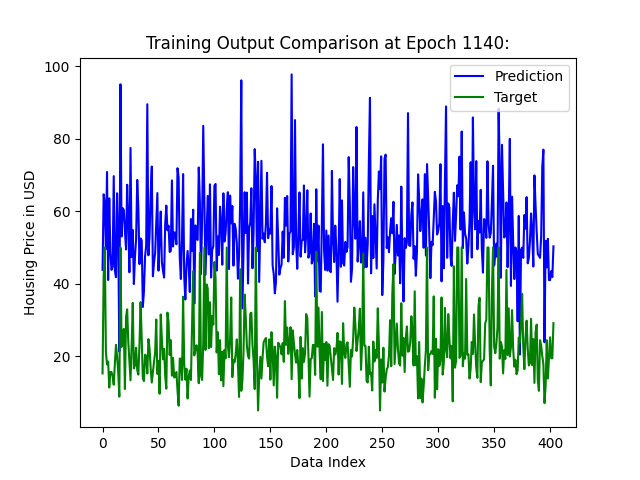 Training Output Comparison at Epoch 1140:
Prediction
Target
Housing Price in USD
100
80
60
40
20
0 50 100 150 200 250 300 350 400
Data Index